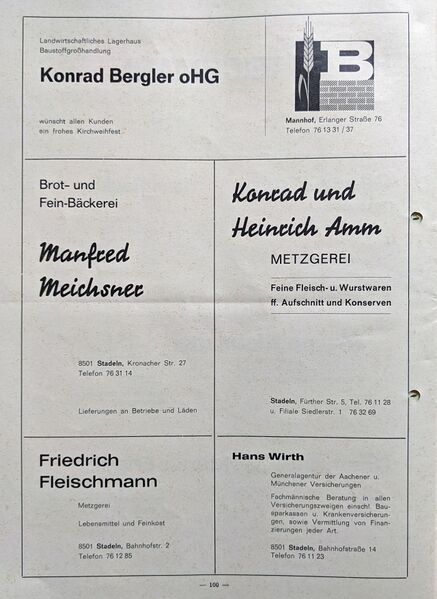 Landwirtschaftliches Lagerhaus
Baustoffgroßhandlung
Konrad Bergler oHG
wünscht allen Kunden
ein frohes Kirchweihfest
B
Mannhof, Erlanger Straße 76
Telefon 76 13 31 / 37
Brot- und
Fein-Bäckerei
Manfred
Meichsner
8501 Stadeln, Kronacher Str. 27
Telefon 76 31 14
Lieferungen an Betriebe und Läden
Konrad und
Heinrich Amm
METZGEREI
Feine Fleisch- u. Wurstwaren
ff. Aufschnitt und Konserven
Stadeln, Fürther Str. 5, Tel. 76 11 28
u. Filiale Siedlerstr. 1 76 32 69
Friedrich
Fleischmann
Metzgerei
Lebensmittel und Feinkost
8501 Stadeln, Bahnhofstr. 2
Telefon 76 12 85
Hans Wirth
Generalagentur der Aachener u.
Münchener Versicherungen
Fachmännische Beratung in allen
Versicherungszweigen einschl. Bau-
sparkassen u. Krankenversicherun-
gen, sowie Vermittlung von Finan-
zierungen jeder Art.
8501 Stadeln, Bahnhofstraße 14
Telefon 76 11 23
— 100 —